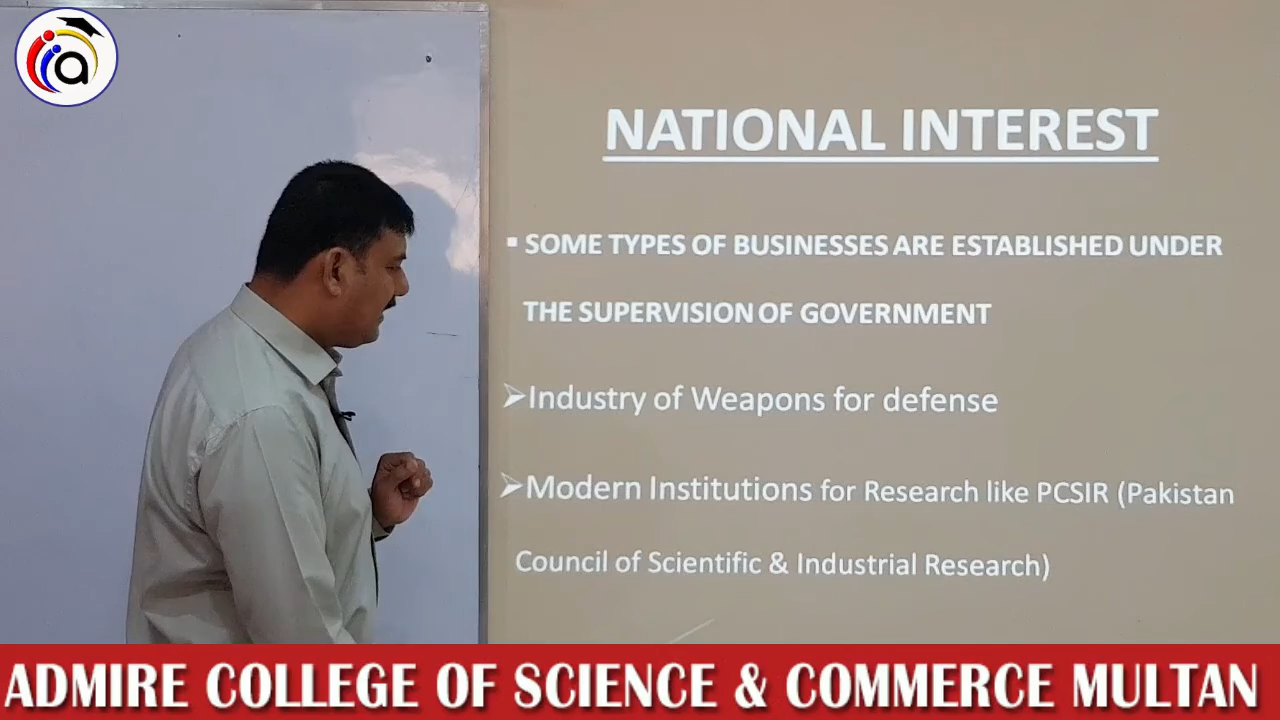 a
NATIONAL INTEREST
▪ SOME TYPES OF BUSINESSES ARE ESTABLISHED UNDER
THE SUPERVISION OF GOVERNMENT
➢Industry of Weapons for defense
➢Modern Institutions for Research like PCSIR (Pakistan
Council of Scientific & Industrial Research)
ADMIRE COLLEGE OF SCIENCE & COMMERCE MULTAN